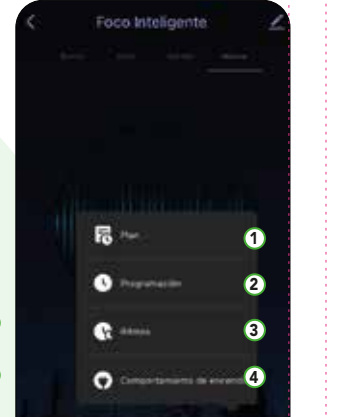 Foco Inteligente
Plan
1
Programación
2
Ritmos
3
Comportamiento de encendido
4